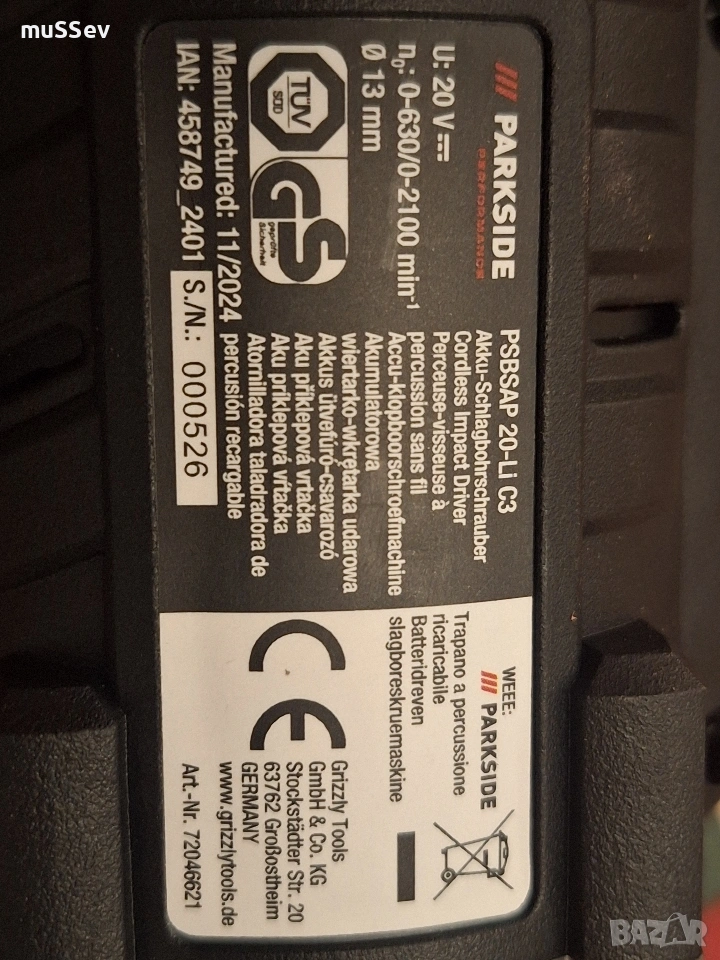 muSSev
PARKSIDE
PERFORMANCE
U: 20 V
n0: 0-630/0-2100 min-1
Ø 13 mm
TÜV
SÜD
GS
geprüfte
Sicherheit
Manufactured: 11/2024
IAN: 458749_2401
S./N.: 000526
PSBSAP 20-Li C3
Akku-Schlagbohrschrauber
Cordless Impact Driver
Perceuse-visseuse à
percussion sans fil
Accu-klopboorschroefmachine
Akumulatorowa
wiertarko-wkrętarka udarowa
Akkus ütvefúró-csavarozó
Aku příklepová vrtačka
Aku príklepová vŕtačka
Atornilladora taladradora de
percusión recargable
WEEE:
PARKSIDE
Trapano a percussione
ricaricabile
Batteridreven
slagboreskruemaskine
CE
Grizzly Tools
GmbH & Co. KG
Stockstädter Str. 20
63762 Großostheim
GERMANY
www.grizzlytools.de
Art.-Nr. 72046621
BAZAR